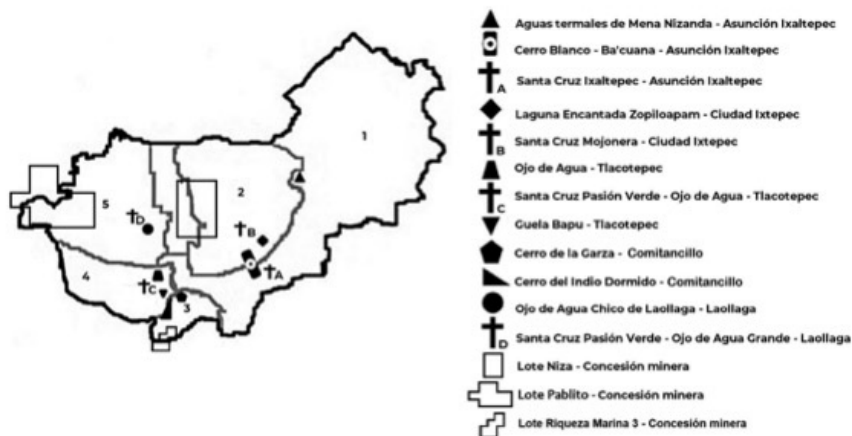 1
2
5
D
B
4
A
C
3
Aguas termales de Mena Nizanda - Asunción Ixaltepec
Cerro Blanco - Ba'cuana - Asunción Ixaltepec
A Santa Cruz Ixaltepec - Asunción Ixaltepec
Laguna Encantada Zopiloapam - Ciudad Ixtepec
B Santa Cruz Mojonera - Ciudad Ixtepec
Ojo de Agua - Tlacotepec
C Santa Cruz Pasión Verde - Ojo de Agua - Tlacotepec
Guela Bapu - Tlacotepec
Cerro de la Garza - Comitancillo
Cerro del Indio Dormido - Comitancillo
Ojo de Agua Chico de Laollaga - Laollaga
D Santa Cruz Pasión Verde - Ojo de Agua Grande - Laollaga
Lote Niza - Concesión minera
Lote Pablito - Concesión minera
Lote Riqueza Marina 3 - Concesión minera